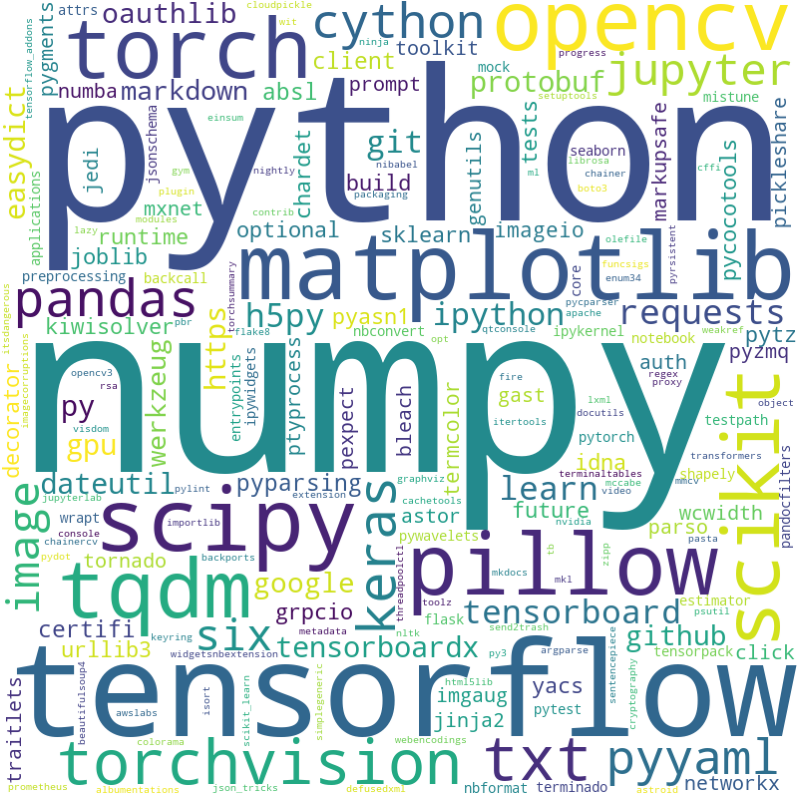 cloudpickle
attrs
oauthlib
wit
cython
opencv
tensorflow_addons
pygments
torch
ninja
toolkit
client
progress
jupyter
numba
markdown
absl
prompt
mock
protobuf
setuptools
mistune
python
easydict
einsum
jsonschema
chardet
git
tests
seaborn
librosa
markupsafe
pickleshare
jedi
gym
nightly
nibabel
build
packaging
genutils
ml
chainer
boto3
cffi
pycocotools
applications
plugin
modules
mxnet
contrib
optional
sklearn
imageio
olefile
lazy
runtime
joblib
matplotlib
funcsigs
enum34
pyrsistent
preprocessing
backcall
torchsummary
core
pandas
h5py
pyasn1
ipython
pycparser
apache
requests
itsdangerous
kiwisolver
pbr
https
flake8
nbconvert
qtconsole
opt
ipykernel
notebook
weakref
pytz
pyzmq
numpy
decorator
imagecorruptions
opencv3
rsa
py
visdom
gpu
werkzeug
entrypoints
ipywidgets
ptyprocess
pexpect
bleach
termcolor
fire
gast
itertools
lxml
docutils
pytorch
auth
regex
proxy
testpath
object
scikit
idna
terminaltables
mccabe
video
transformers
mmcv
shapely
pandocfilters
dateutil
pylint
pyparsing
graphviz
extension
cachetools
learn
jupyterlab
image
wrapt
console
chainercv
pydot
scipy
importlib
backports
keras
astor
pywavelets
threadpoolctl
future
nvidia
parso
wcwidth
pasta
tornado
tqdm
google
grpcio
metadata
toolz
pillow
mkdocs
mkl
tb
zipp
estimator
psutil
certifi
urllib3
keyring
six
widgetsnbextension
tensorboardx
nltk
flask
send2trash
tensorboard
py3
argparse
sentencepiece
github
tensorpack
click
traitlets
beautifulsoup4
tensorflow
awslabs
isort
scikit_learn
simplegeneric
html5lib
imgaug
jinja2
yacs
pytest
cryptography
colorama
torchvision
webencodings
txt
pyyaml
prometheus
albumentations
json_tricks
defusedxml
nbformat
terminado
astroid
networkx